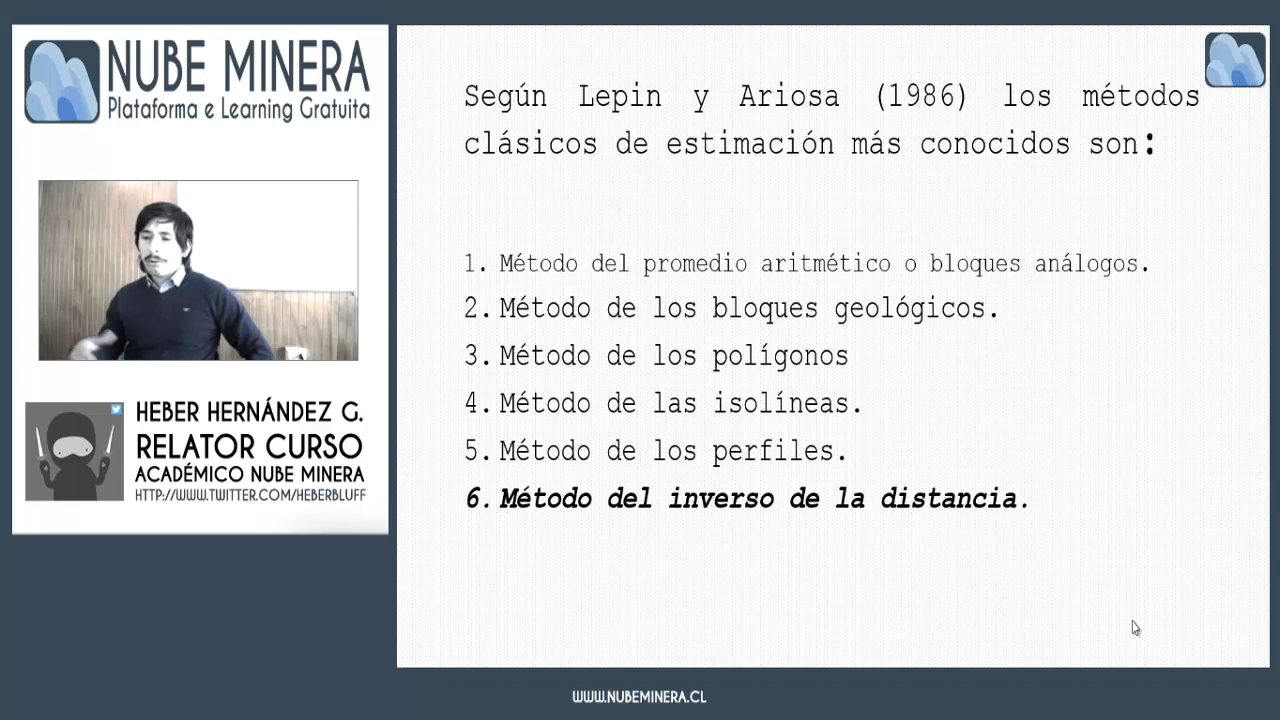 NUBE MINERA
Plataforma e Learning Gratuita
HEBER HERNÁNDEZ G.
RELATOR CURSO
ACADÉMICO NUBE MINERA
HTTP://WWW.TWITTER.COM/HEBERBLUFF
Según Lepin y Ariosa (1986) los métodos
clásicos de estimación más conocidos son:
1. Método del promedio aritmético o bloques análogos.
2. Método de los bloques geológicos.
3. Método de los polígonos
4. Método de las isolíneas.
5. Método de los perfiles.
6. Método del inverso de la distancia.
WWW.NUBEMINERA.CL